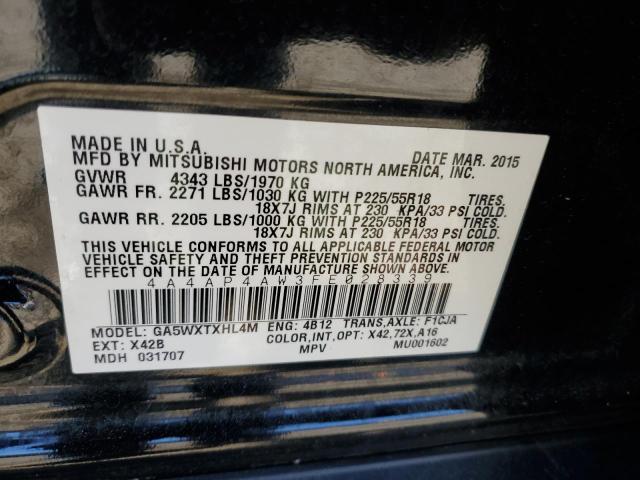 MADE IN U.S.A. DATE MAR. 2015
MFD BY MITSUBISHI MOTORS NORTH AMERICA, INC.
GVWR 4343 LBS/1970 KG
GAWR FR. 2271 LBS/1030 KG WITH P225/55R18 TIRES,
18X7J RIMS AT 230 KPA/33 PSI COLD.
GAWR RR. 2205 LBS/1000 KG WITH P225/55R18 TIRES,
18X7J RIMS AT 230 KPA/33 PSI COLD.
THIS VEHICLE CONFORMS TO ALL APPLICABLE FEDERAL MOTOR
VEHICLE SAFETY AND THEFT PREVENTION STANDARDS IN
EFFECT ON THE DATE OF MANUFACTURE SHOWN ABOVE.
4A4AP4AW3FE028339
MODEL: GA5WXTXHL4M ENG: 4B12 TRANS,AXLE: F1CJA
EXT: X42B COLOR,INT,OPT: X42,72X,A16
MDH 031707 MPV MU001602